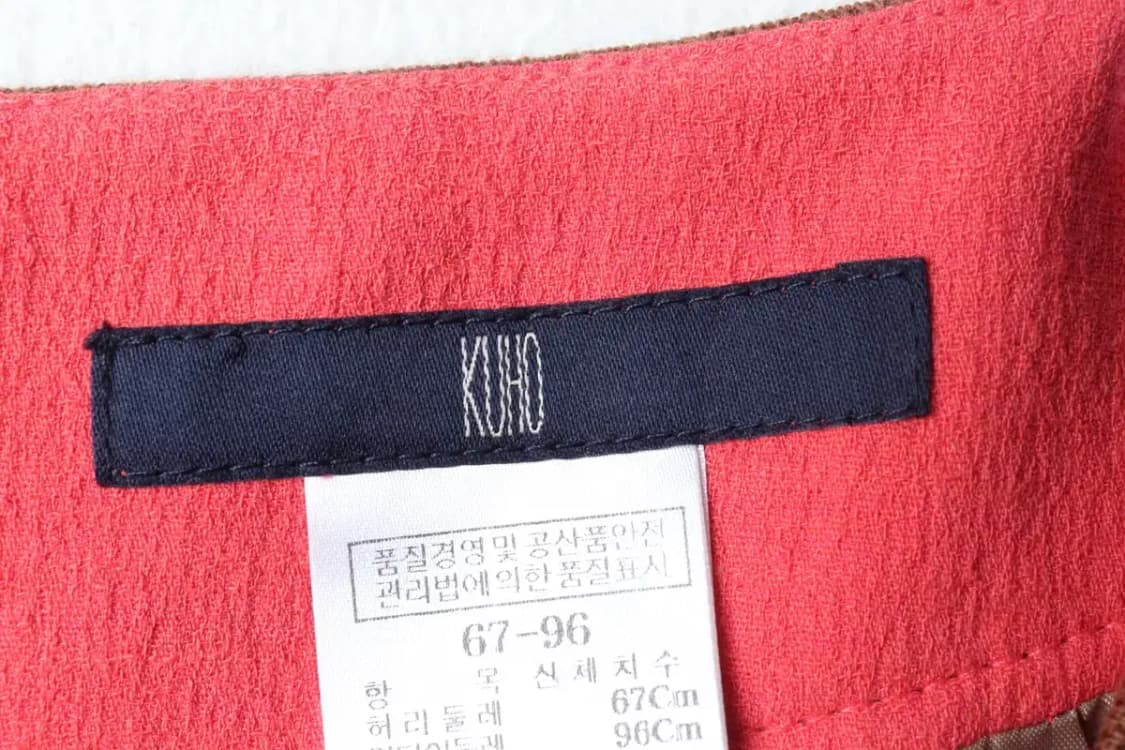 KUHO
품질경영및 공산품안전
관리법에의한 품질표시
67-96
항 목 신체치수
허리둘레 67Cm
96Cm